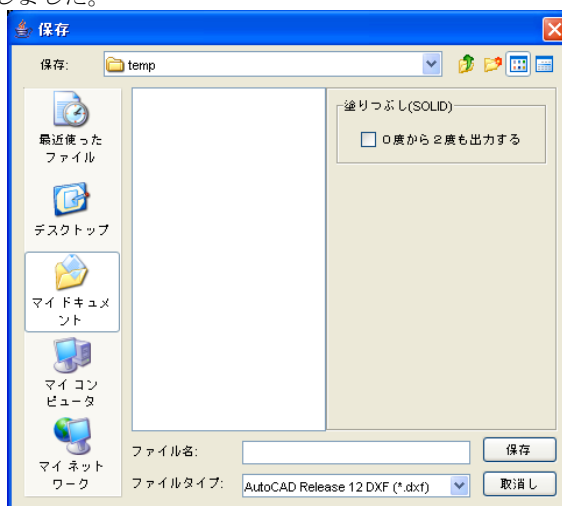 しました。
保存
保存:
temp
最近使った
ファイル
デスクトップ
マイ ドキュメ
ント
マイ コン
ピュータ
マイ ネット
ワーク
塗りつぶし(SOLID)
０度から２度も出力する
ファイル名:
保存
ファイルタイプ:
AutoCAD Release 12 DXF (*.dxf)
取消し